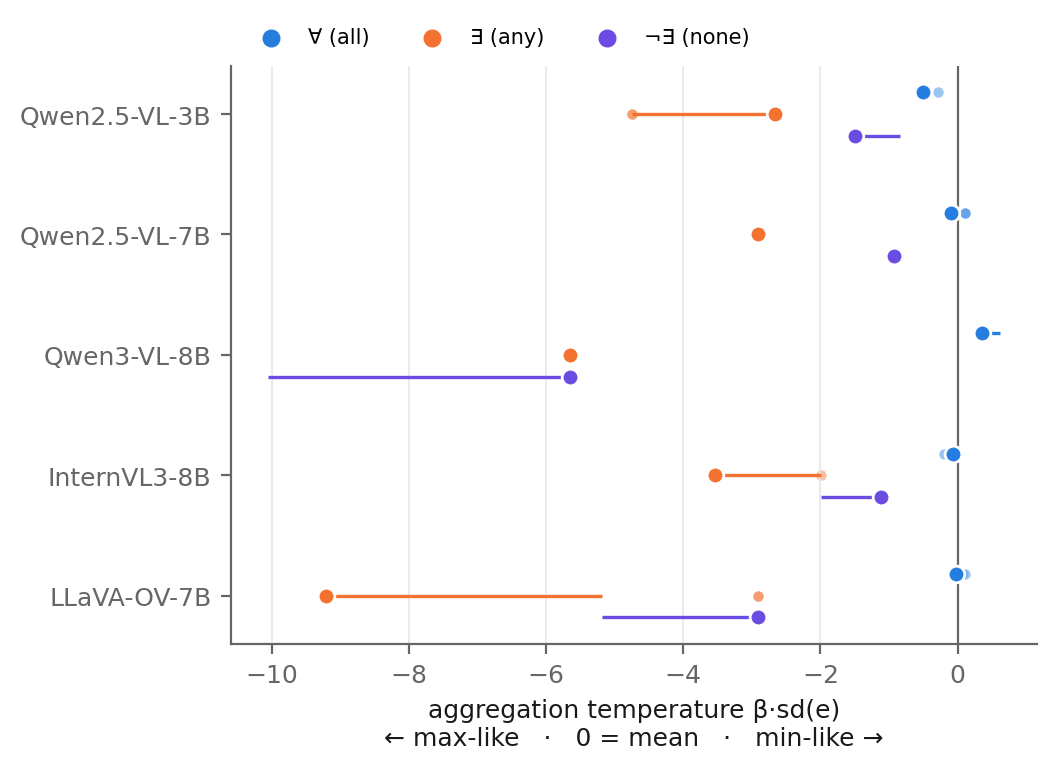 ∀ (all) ∃ (any) ¬∃ (none)
Qwen2.5-VL-3B
Qwen2.5-VL-7B
Qwen3-VL-8B
InternVL3-8B
LLaVA-OV-7B
−10 −8 −6 −4 −2 0
aggregation temperature β·sd(e)
← max-like · 0 = mean · min-like →